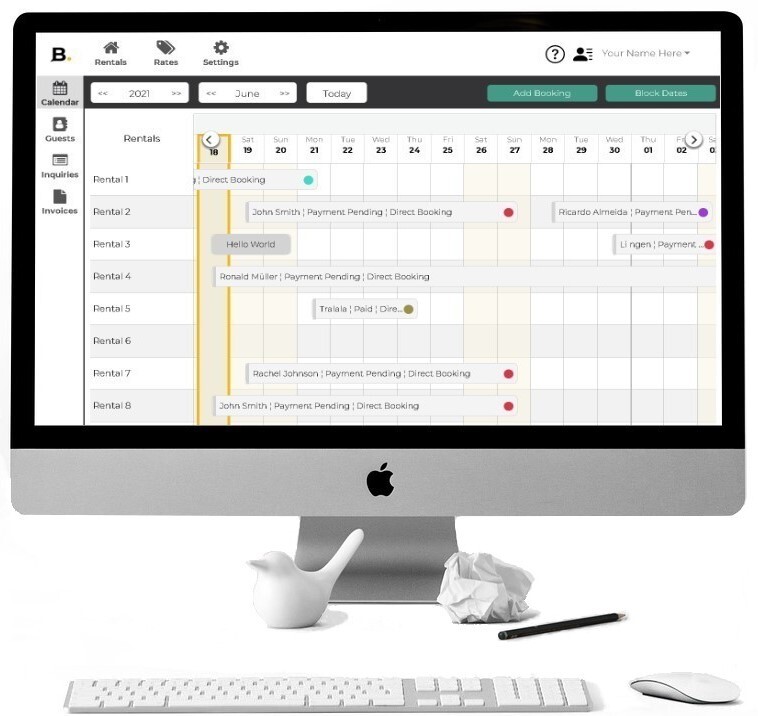 B.
Rentals
Rates
Settings
?
Your Name Here
Calendar
Guests
Inquiries
Invoices
<< 2021 >>
<< June >>
Today
Add Booking
Block Dates
Rentals
Sat Sun Mon Tue Wed Thu Fri Sat Sun Mon Tue Wed Thu
18 19 20 21 22 23 24 25 26 27 28 29 30 01 02
Rental 1
¦ Direct Booking
Rental 2
John Smith ¦ Payment Pending ¦ Direct Booking
Ricardo Almeida ¦ Payment Pen...
Rental 3
Hello World
Li ngen ¦ Payment ...
Rental 4
Ronald Müller ¦ Payment Pending ¦ Direct Booking
Rental 5
Tralala ¦ Paid ¦ Dire...
Rental 6
Rental 7
Rachel Johnson ¦ Payment Pending ¦ Direct Booking
Rental 8
John Smith ¦ Payment Pending ¦ Direct Booking